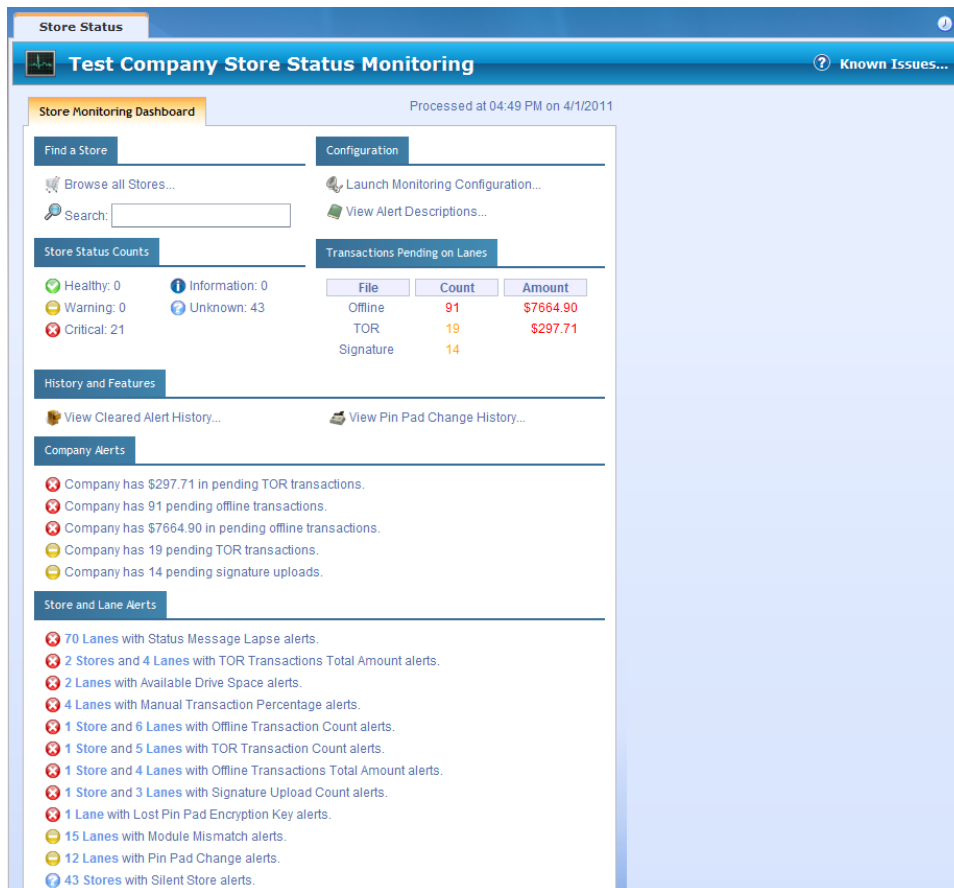 Store Status
Test Company Store Status Monitoring
Known Issues...
Store Monitoring Dashboard
Processed at 04:49 PM on 4/1/2011
Find a Store
Browse all Stores...
Search:
Configuration
Launch Monitoring Configuration...
View Alert Descriptions...
Store Status Counts
Healthy: 0
Information: 0
Warning: 0
Unknown: 43
Critical: 21
Transactions Pending on Lanes
File Count Amount
Offline 91 $7664.90
TOR 19 $297.71
Signature 14
History and Features
View Cleared Alert History...
View Pin Pad Change History...
Company Alerts
Company has $297.71 in pending TOR transactions.
Company has 91 pending offline transactions.
Company has $7664.90 in pending offline transactions.
Company has 19 pending TOR transactions.
Company has 14 pending signature uploads.
Store and Lane Alerts
70 Lanes with Status Message Lapse alerts.
2 Stores and 4 Lanes with TOR Transactions Total Amount alerts.
2 Lanes with Available Drive Space alerts.
4 Lanes with Manual Transaction Percentage alerts.
1 Store and 6 Lanes with Offline Transaction Count alerts.
1 Store and 5 Lanes with TOR Transaction Count alerts.
1 Store and 4 Lanes with Offline Transactions Total Amount alerts.
1 Store and 3 Lanes with Signature Upload Count alerts.
1 Lane with Lost Pin Pad Encryption Key alerts.
15 Lanes with Module Mismatch alerts.
12 Lanes with Pin Pad Change alerts.
43 Stores with Silent Store alerts.